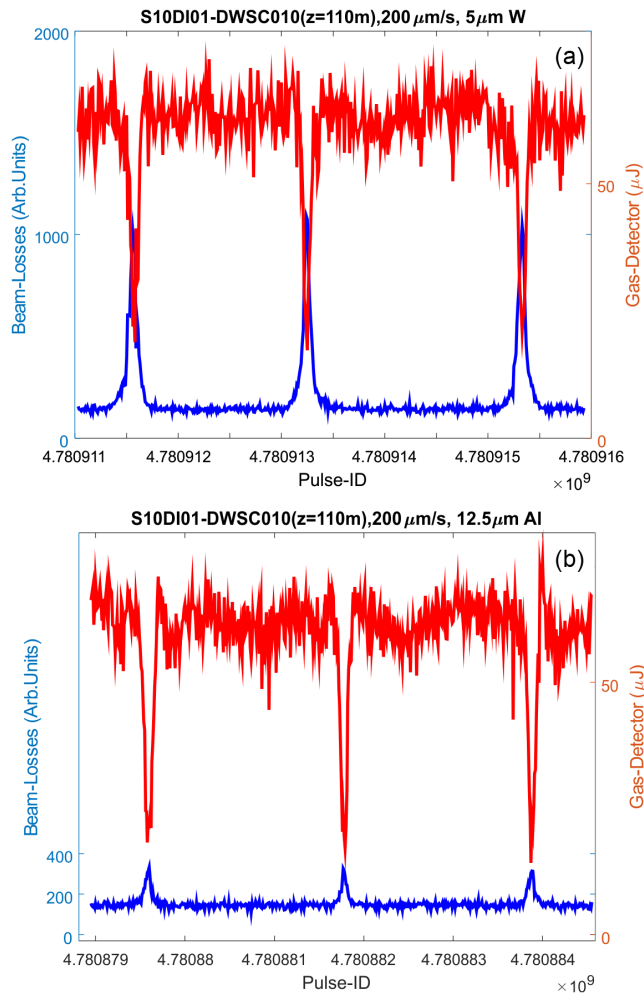 S10DI01-DWSC010(z=110m),200 μm/s, 5μm W
(a)
2000
1500
1000
500
0
Beam-Losses (Arb.Units)
50
0
Gas-Detector (μJ)
4.780911 4.780912 4.780913 4.780914 4.780915 4.780916
×10⁹
Pulse-ID
S10DI01-DWSC010(z=110m),200 μm/s, 12.5μm Al
(b)
400
200
0
Beam-Losses (Arb.Units)
50
0
Gas-Detector (μJ)
4.780879 4.78088 4.780881 4.780882 4.780883 4.780884
×10⁹
Pulse-ID